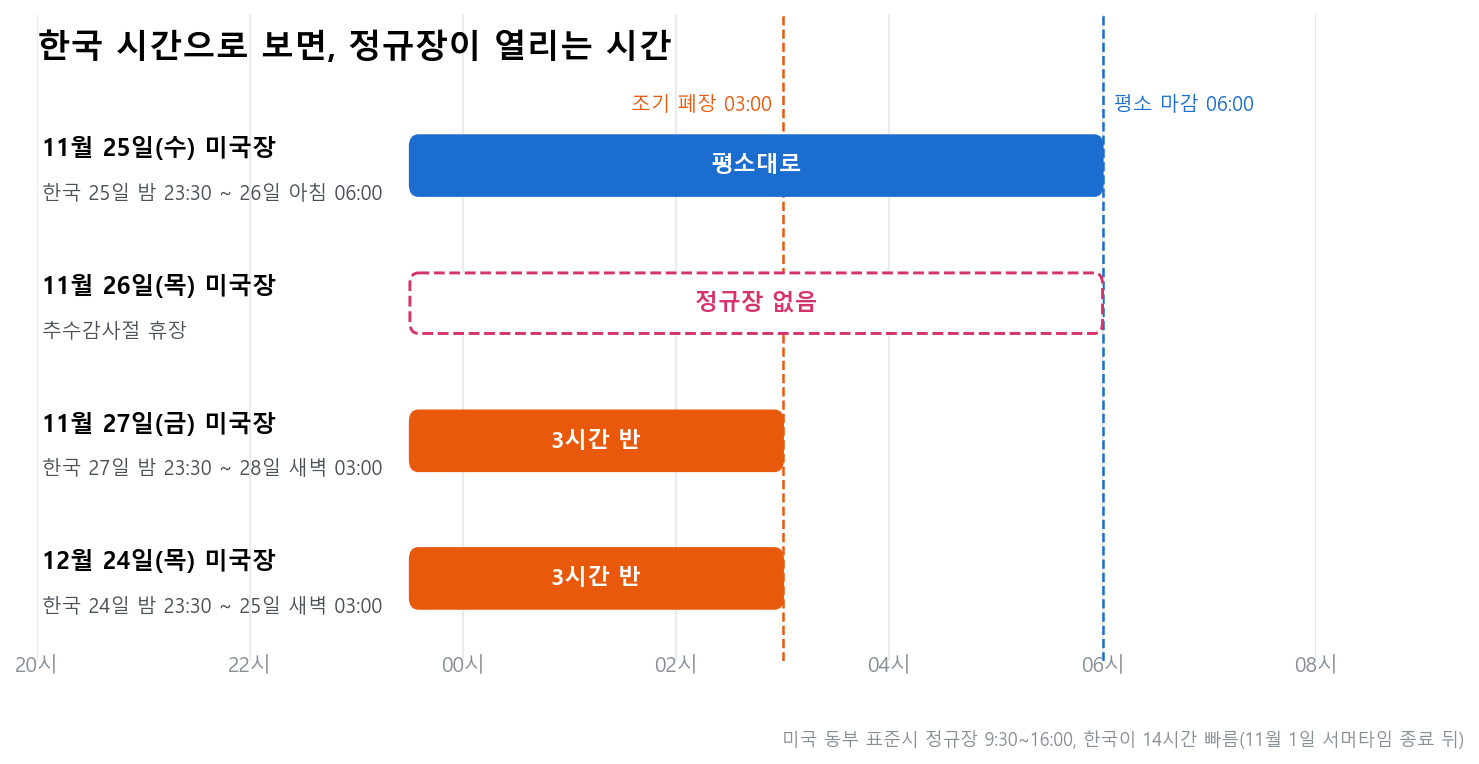 한국 시간으로 보면, 정규장이 열리는 시간
조기 폐장 03:00
평소 마감 06:00
11월 25일(수) 미국장
한국 25일 밤 23:30 ~ 26일 아침 06:00
평소대로
11월 26일(목) 미국장
추수감사절 휴장
정규장 없음
11월 27일(금) 미국장
한국 27일 밤 23:30 ~ 28일 새벽 03:00
3시간 반
12월 24일(목) 미국장
한국 24일 밤 23:30 ~ 25일 새벽 03:00
3시간 반
20시
22시
00시
02시
04시
06시
08시
미국 동부 표준시 정규장 9:30~16:00, 한국이 14시간 빠름(11월 1일 서머타임 종료 뒤)